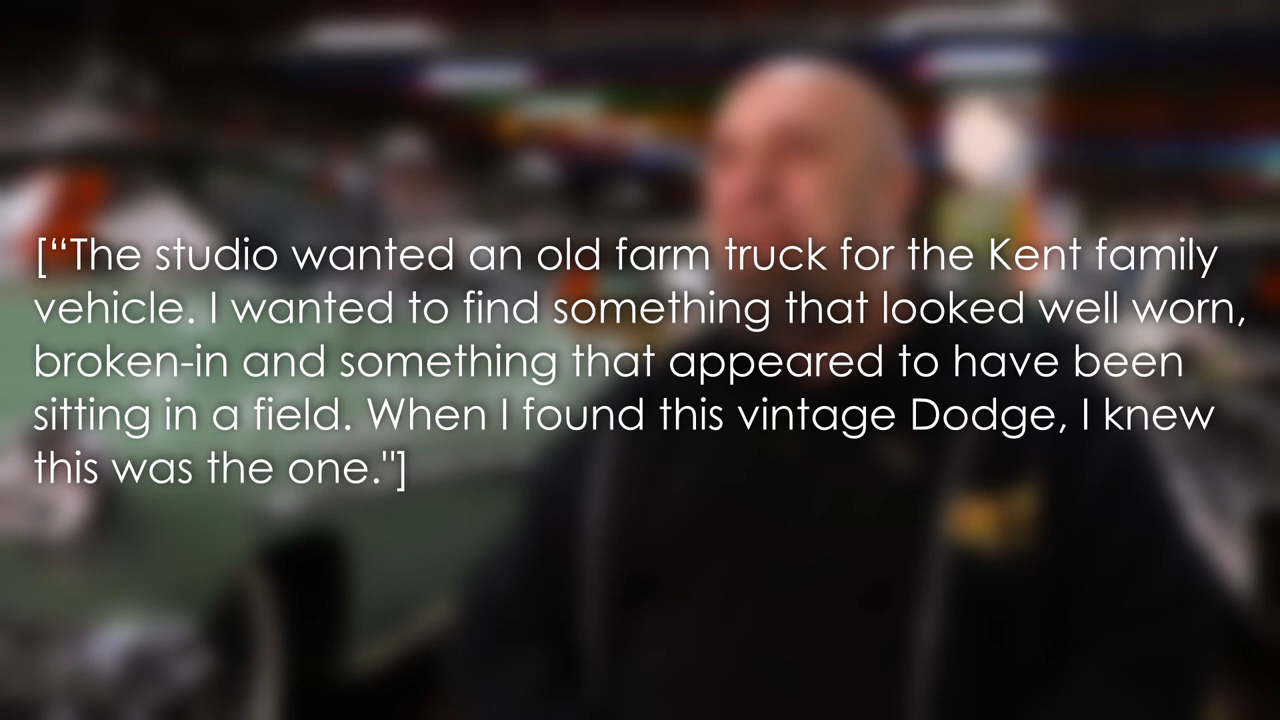 [“The studio wanted an old farm truck for the Kent family
vehicle. I wanted to find something that looked well worn,
broken-in and something that appeared to have been
sitting in a field. When I found this vintage Dodge, I knew
this was the one."]